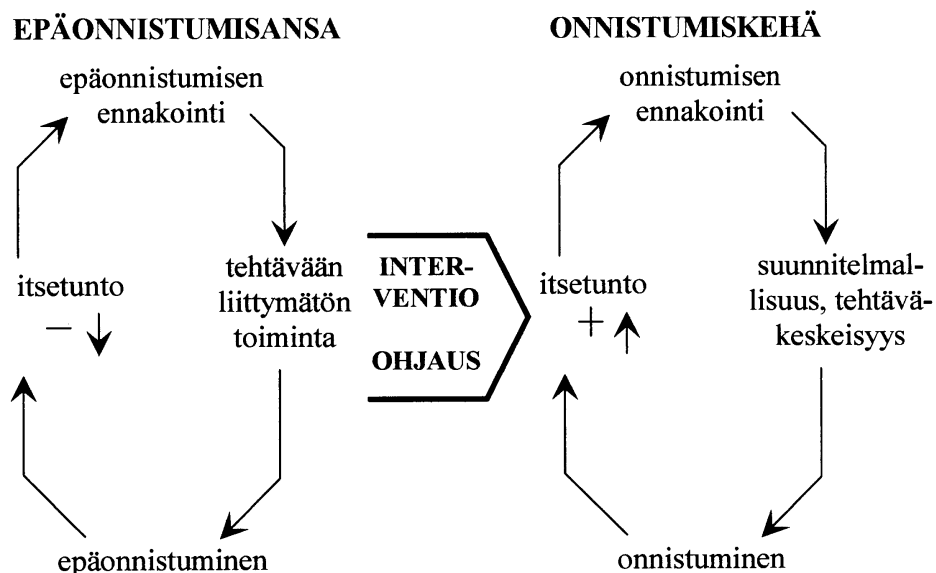 EPÄONNISTUMISANSA
epäonnistumisen
ennakointi
tehtävään
liittymätön
toiminta
itsetunto
–
epäonnistuminen
INTER-
VENTIO
OHJAUS
ONNISTUMISKEHÄ
onnistumisen
ennakointi
suunnitelmal-
lisuus, tehtävä-
keskeisyys
itsetunto
+
onnistuminen